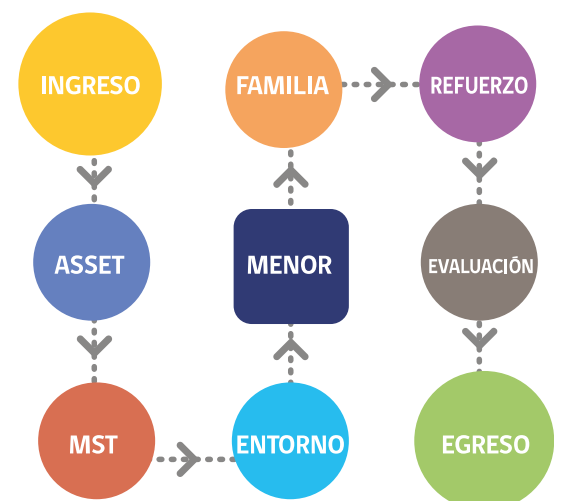 INGRESO
ASSET
MST
ENTORNO
MENOR
FAMILIA
REFUERZO
EVALUACIÓN
EGRESO